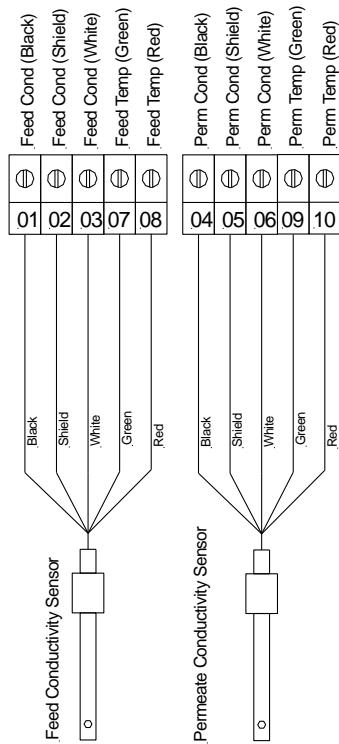 Feed Cond (Black)
Feed Cond (Shield)
Feed Cond (White)
Feed Temp (Green)
Feed Temp (Red)
Perm Cond (Black)
Perm Cond (Shield)
Perm Cond (White)
Perm Temp (Green)
Perm Temp (Red)
01 02 03 07 08
04 05 06 09 10
Black
Shield
White
Green
Red
Black
Shield
White
Green
Red
Feed Conductivity Sensor
Permeate Conductivity Sensor